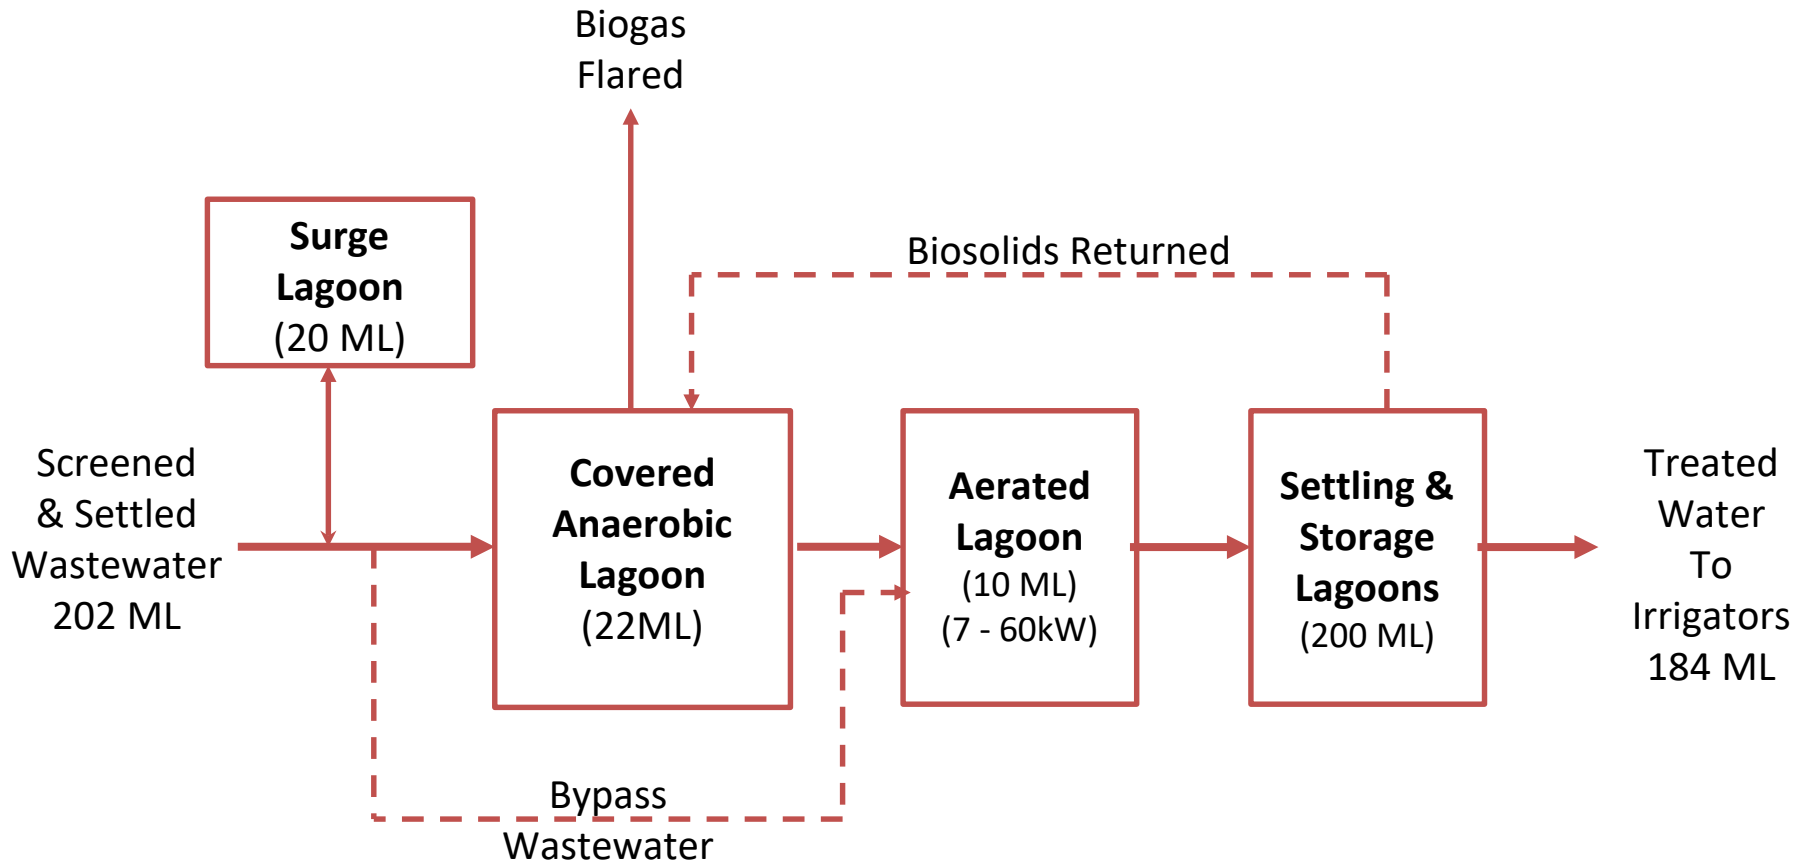 Biogas
Flared
Surge
Lagoon
(20 ML)
Biosolids Returned
Screened
& Settled
Wastewater
202 ML
Covered
Anaerobic
Lagoon
(22ML)
Aerated
Lagoon
(10 ML)
(7 - 60kW)
Settling &
Storage
Lagoons
(200 ML)
Treated
Water
To
Irrigators
184 ML
Bypass
Wastewater